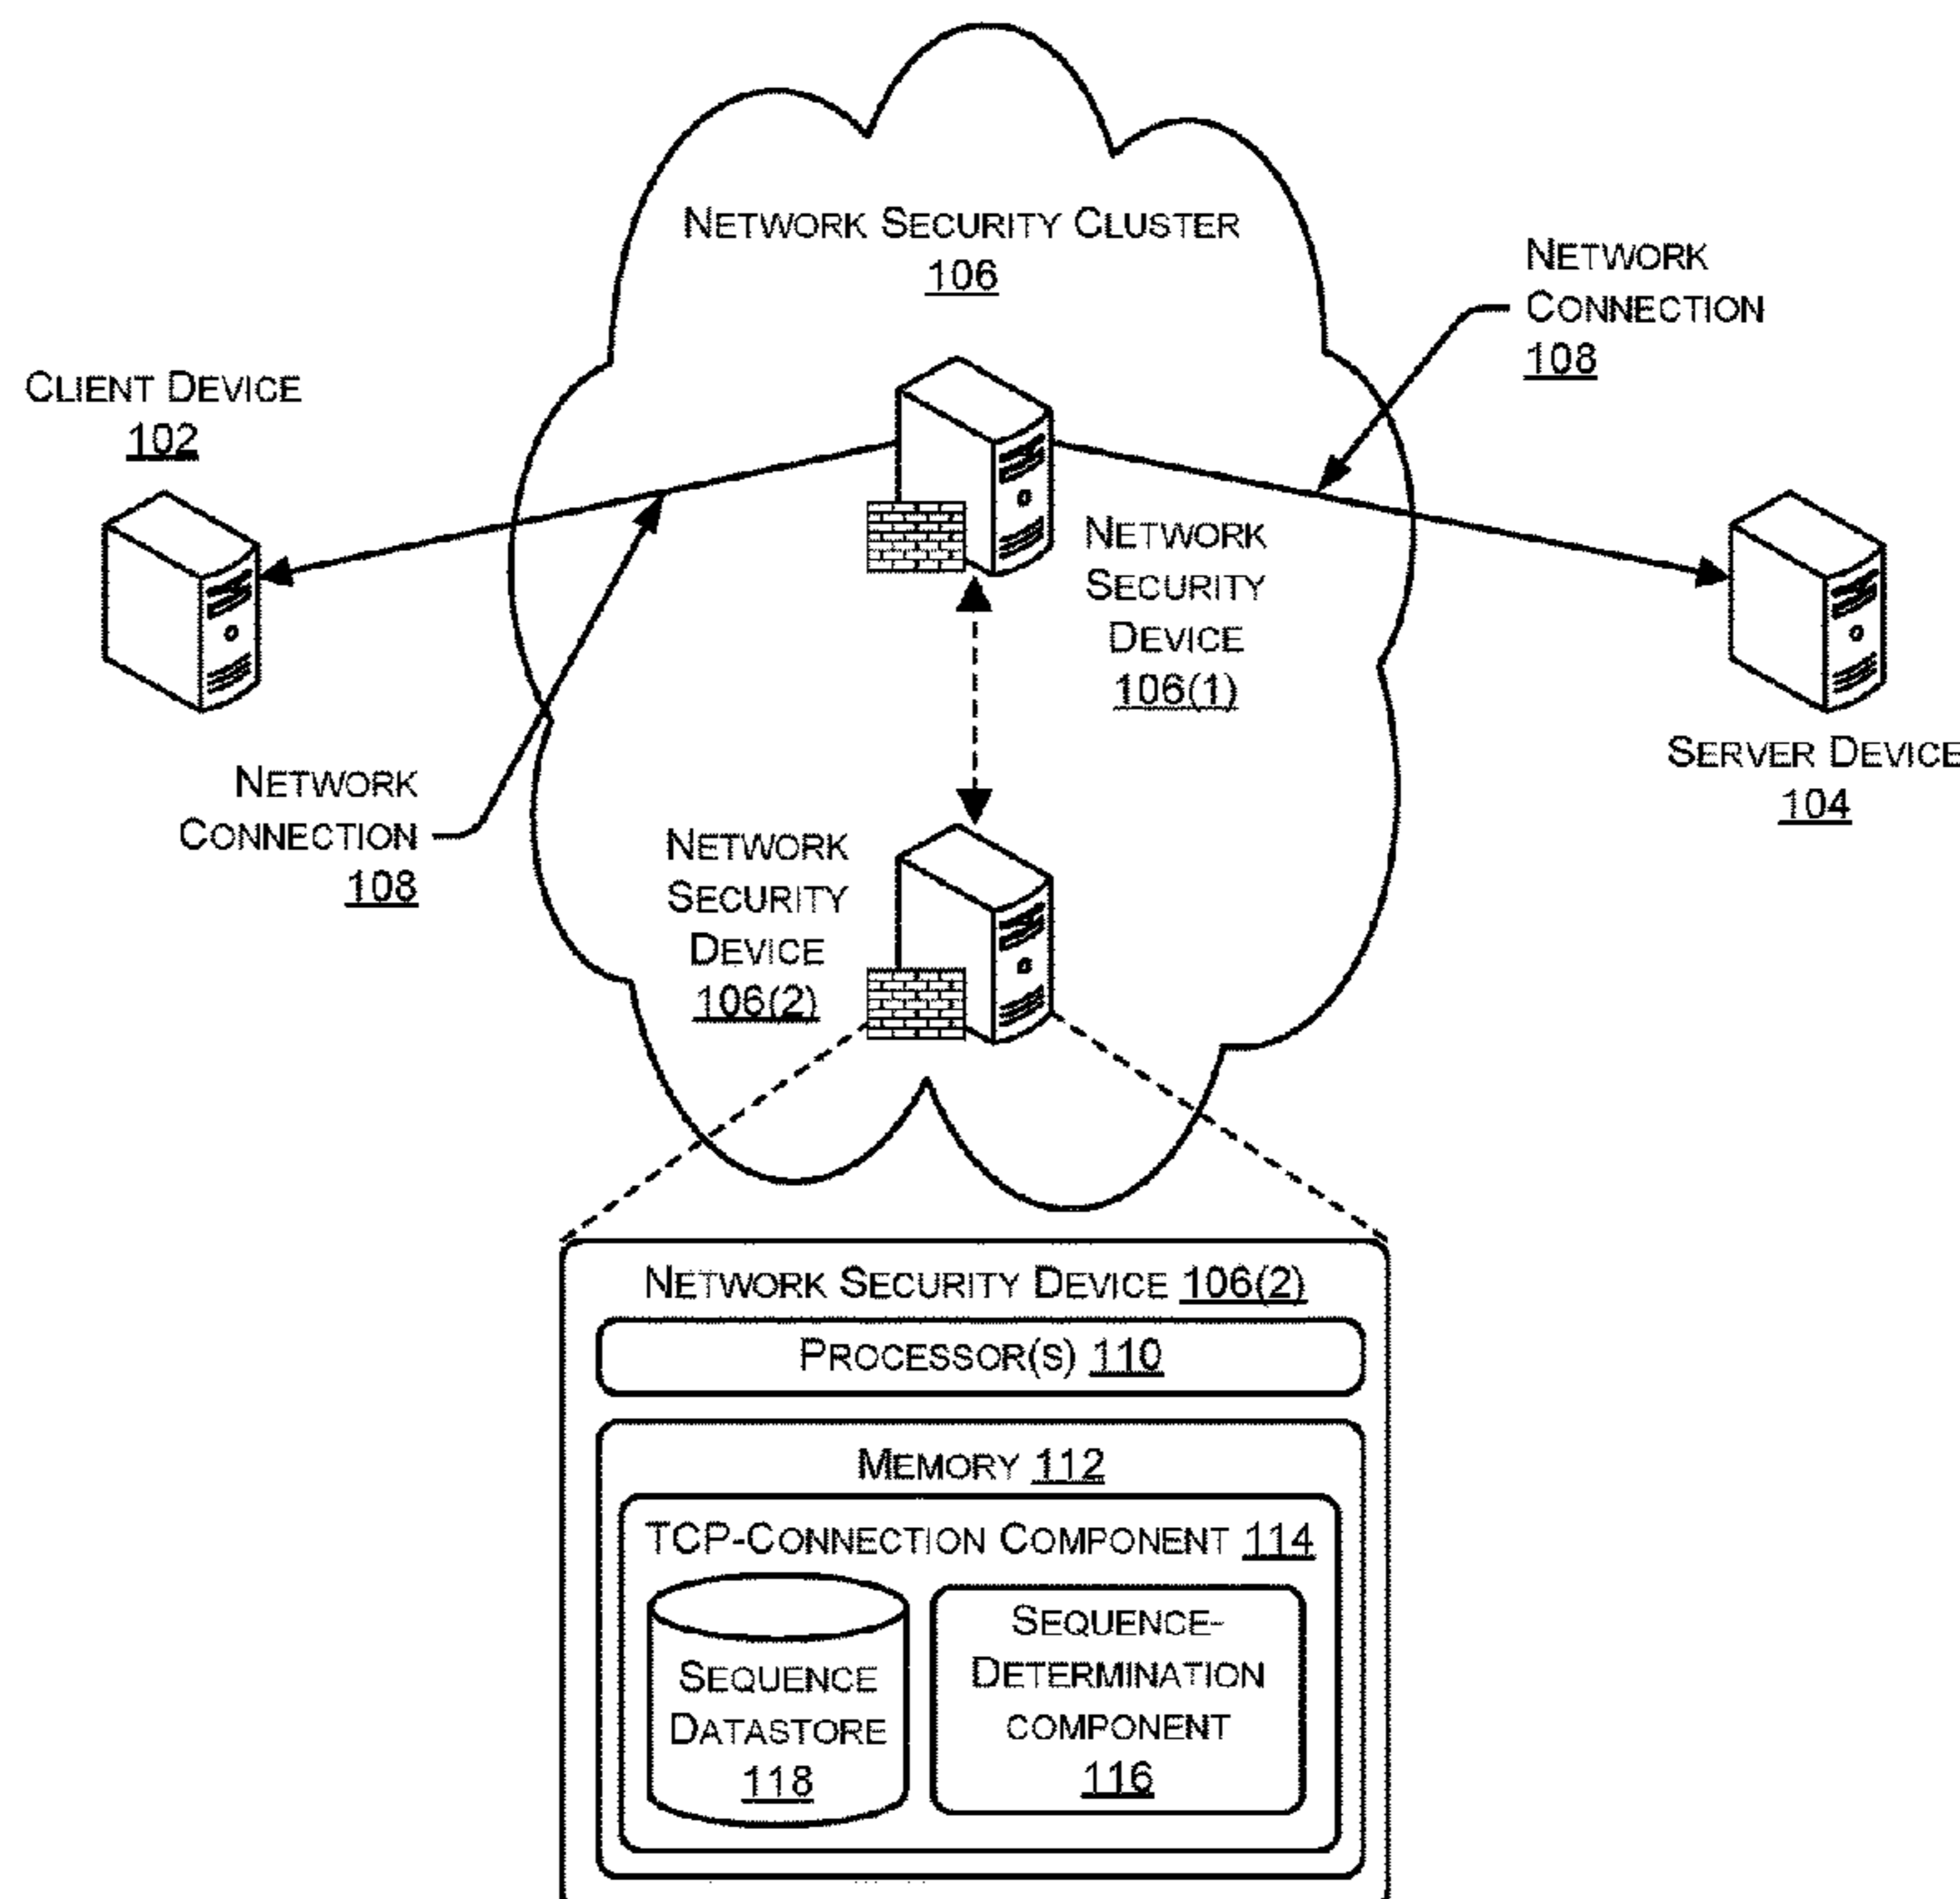 NETWORK SECURITY CLUSTER
106
NETWORK
CONNECTION
108
CLIENT DEVICE
102
NETWORK
SECURITY
DEVICE
106(1)
SERVER DEVICE
104
NETWORK
CONNECTION
108
NETWORK
SECURITY
DEVICE
106(2)
NETWORK SECURITY DEVICE 106(2)
PROCESSOR(S) 110
MEMORY 112
TCP-CONNECTION COMPONENT 114
SEQUENCE
DATASTORE
118
SEQUENCE-
DETERMINATION
COMPONENT
116